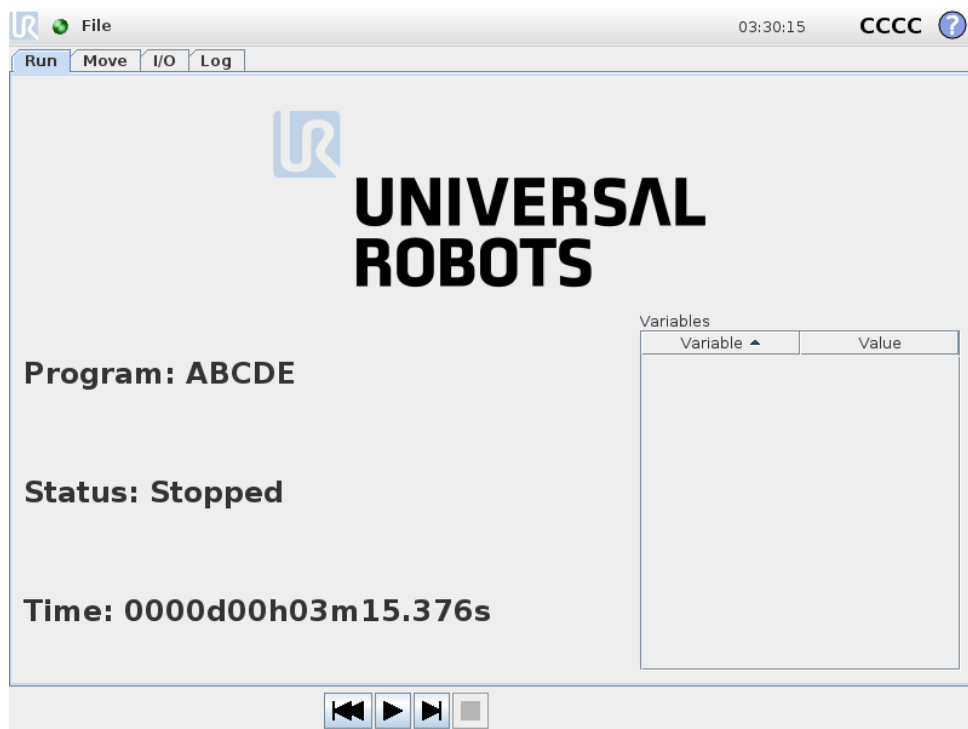 File 03:30:15 CCCC ?
Run Move I/O Log
UR
UNIVERSAL
ROBOTS
Variables
Variable Value
Program: ABCDE
Status: Stopped
Time: 0000d00h03m15.376s